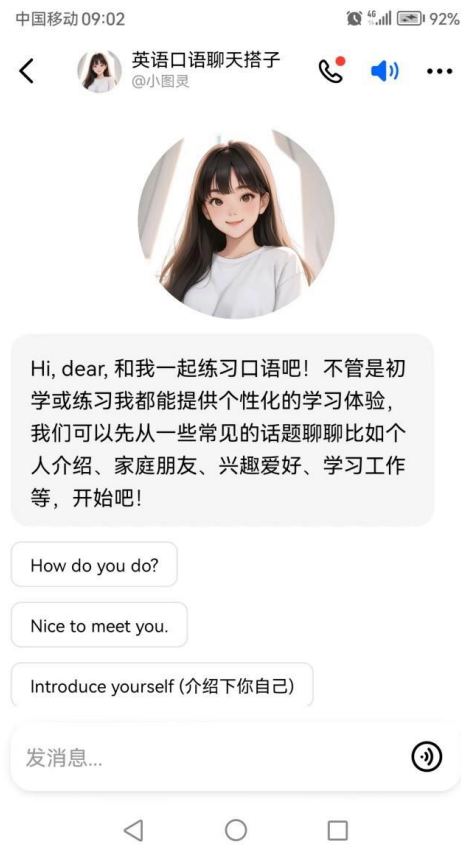 中国移动 09:02
4G
92%
英语口语聊天搭子
@小图灵
Hi, dear, 和我一起练习口语吧！不管是初
学或练习我都能提供个性化的学习体验，
我们可以先从一些常见的话题聊聊比如个
人介绍、家庭朋友、兴趣爱好、学习工作
等，开始吧！
How do you do?
Nice to meet you.
Introduce yourself (介绍下你自己)
发消息...